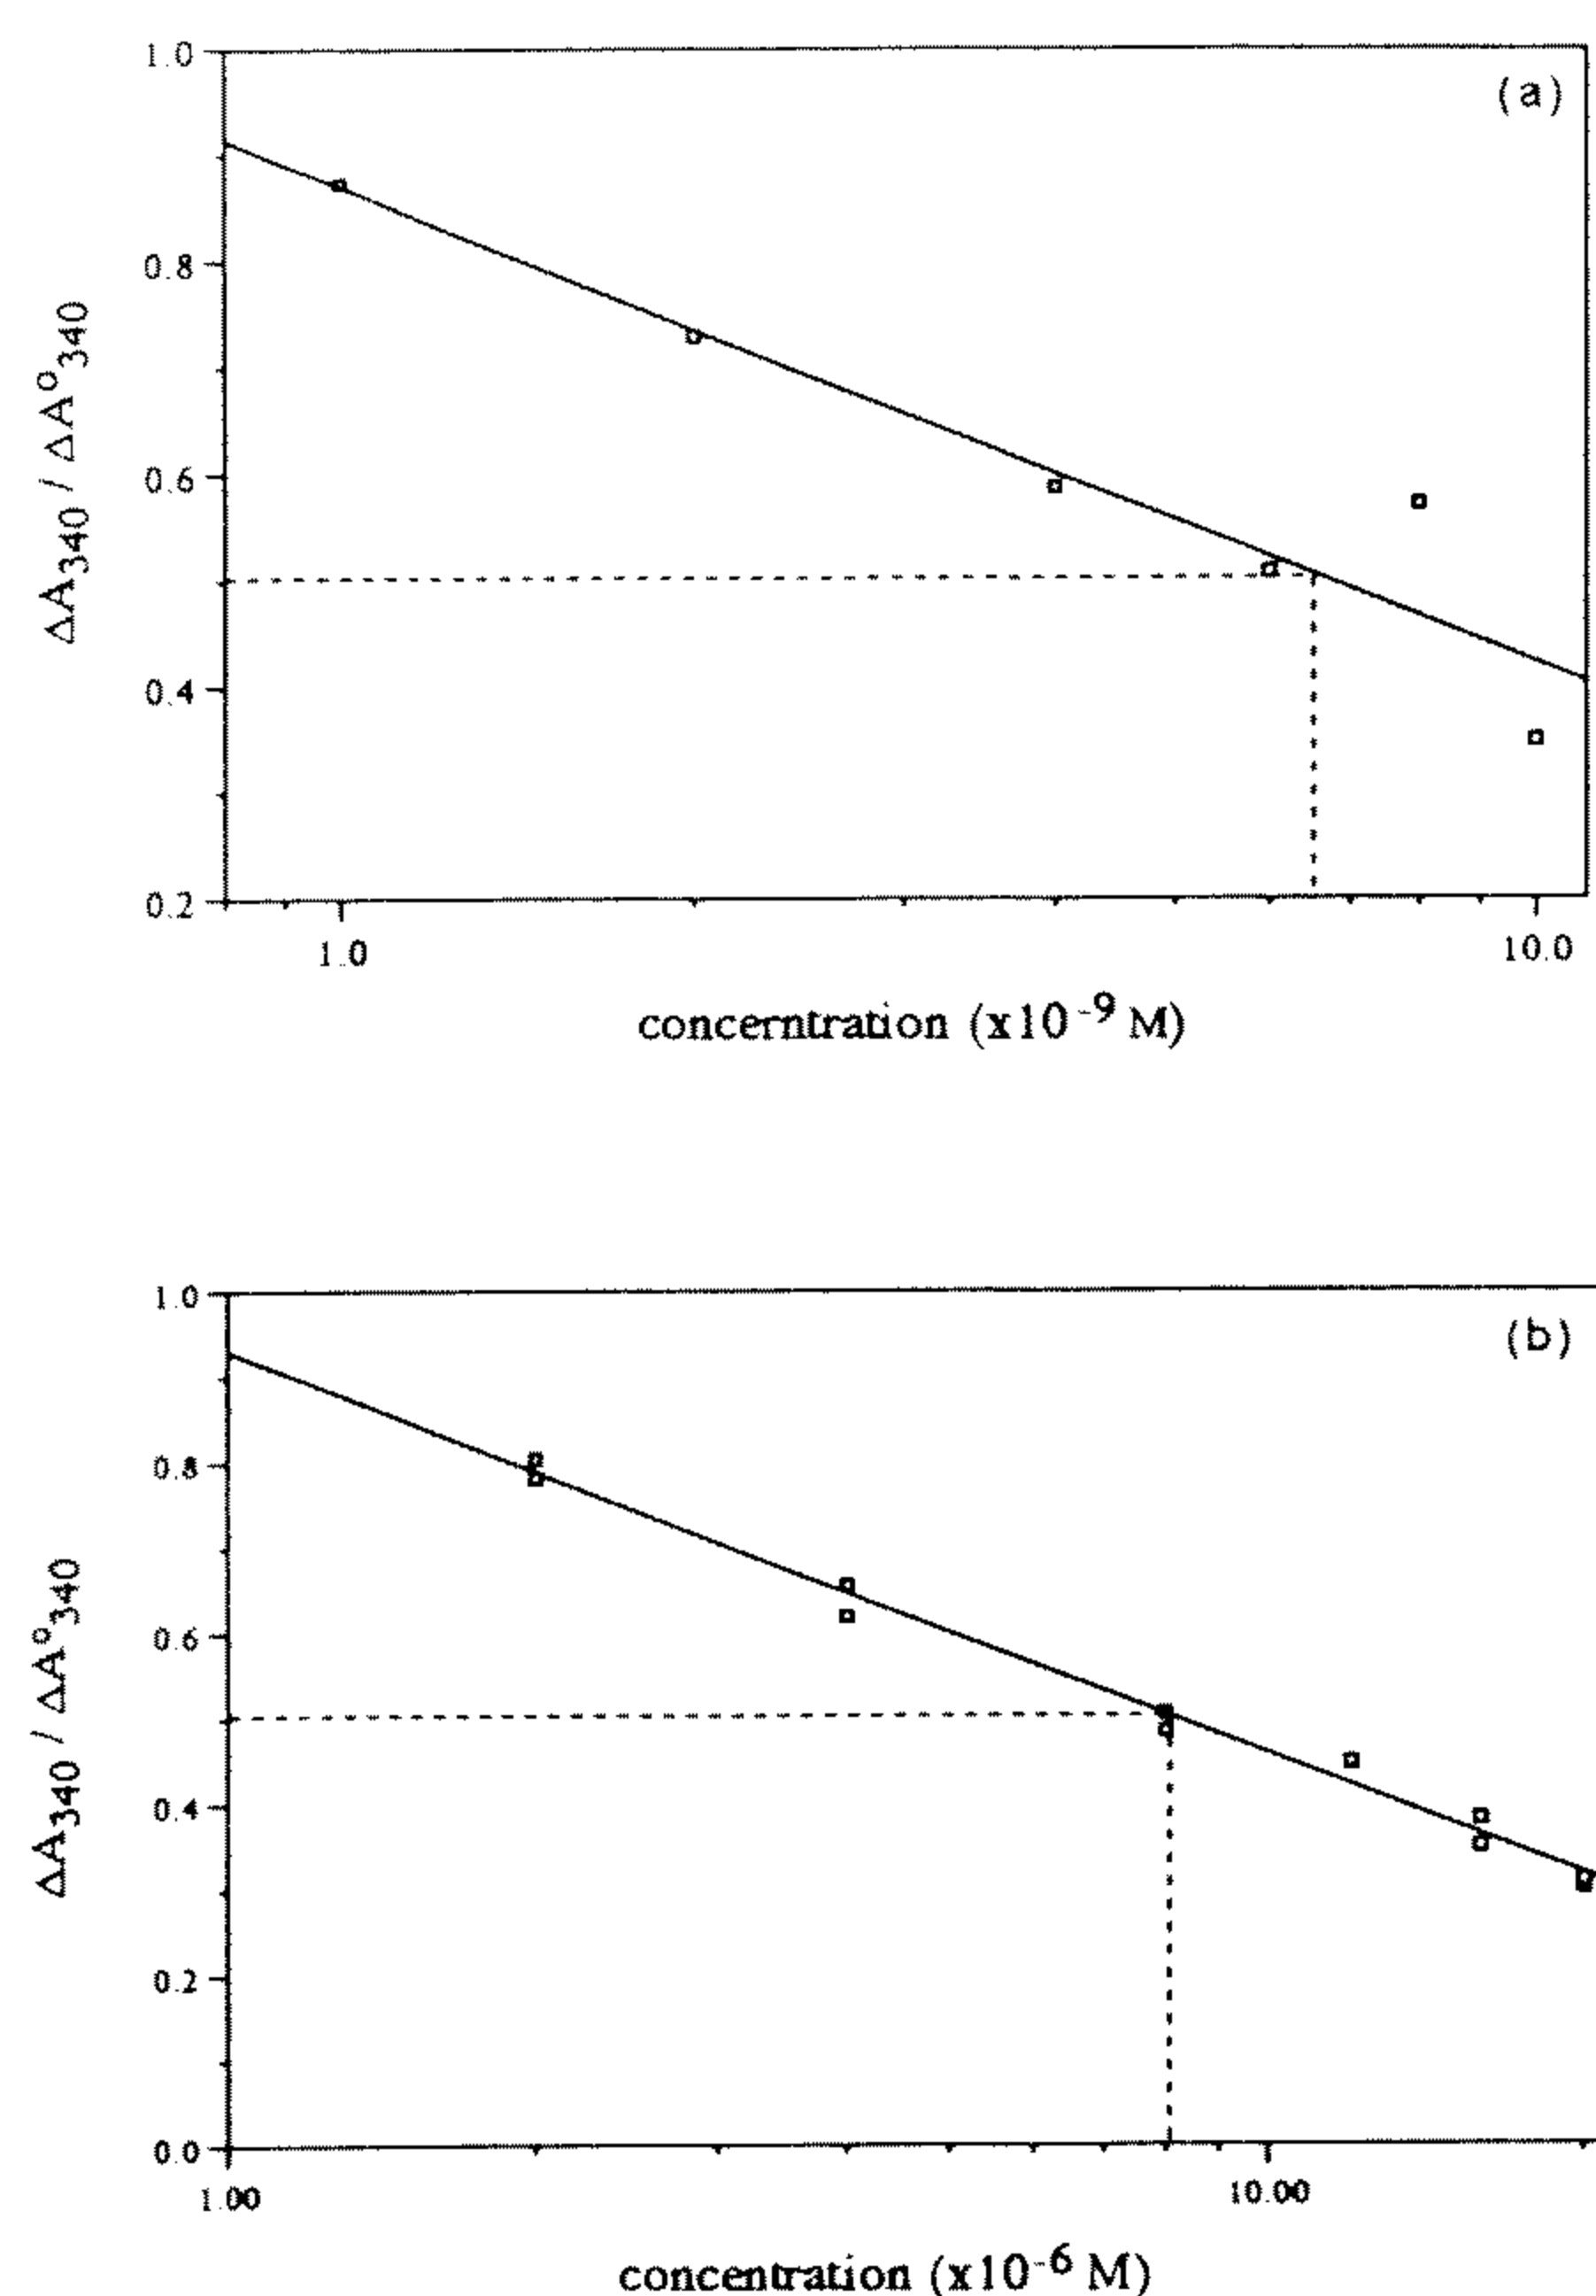 (a)
1.0
0.8
0.6
0.4
0.2
ΔA340 / ΔA°340
1.0 10.0
concerntration (x10-9 M)
(b)
1.0
0.8
0.6
0.4
0.2
0.0
ΔA340 / ΔA°340
1.00 10.00
concentration (x10-6 M)